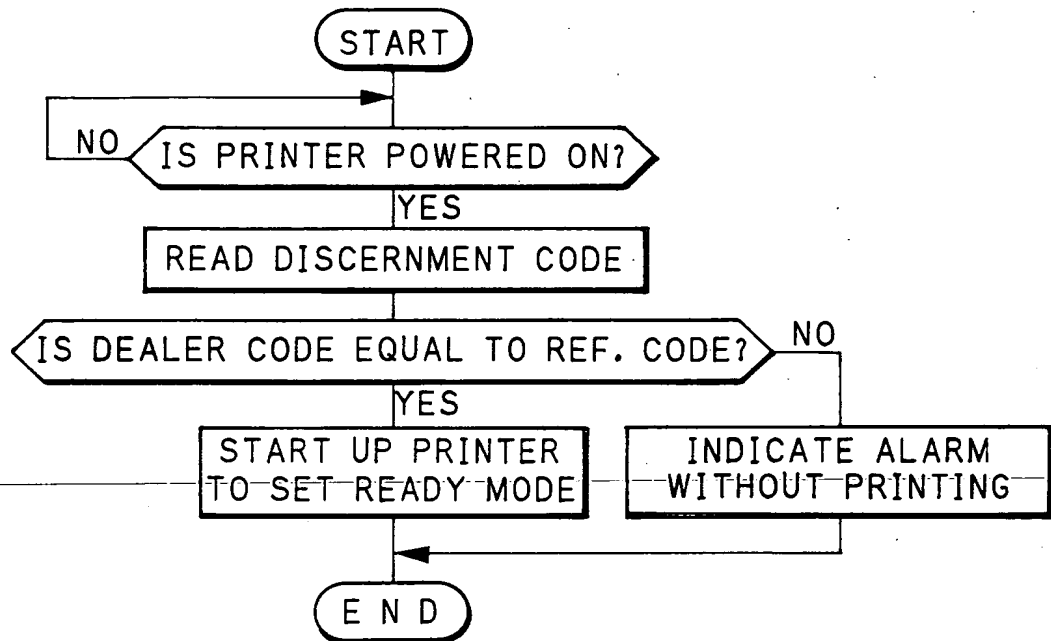 START
NO
IS PRINTER POWERED ON?
YES
READ DISCERNMENT CODE
IS DEALER CODE EQUAL TO REF. CODE?
NO
YES
START UP PRINTER
TO SET READY MODE
INDICATE ALARM
WITHOUT PRINTING
END